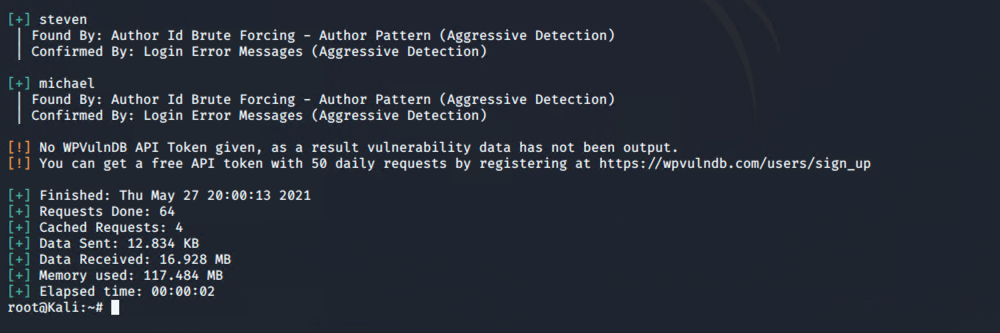 [+] steven
| Found By: Author Id Brute Forcing - Author Pattern (Aggressive Detection)
| Confirmed By: Login Error Messages (Aggressive Detection)
[+] michael
| Found By: Author Id Brute Forcing - Author Pattern (Aggressive Detection)
| Confirmed By: Login Error Messages (Aggressive Detection)
[!] No WPVulnDB API Token given, as a result vulnerability data has not been output.
[!] You can get a free API token with 50 daily requests by registering at https://wpvulndb.com/users/sign_up
[+] Finished: Thu May 27 20:00:13 2021
[+] Requests Done: 64
[+] Cached Requests: 4
[+] Data Sent: 12.834 KB
[+] Data Received: 16.928 MB
[+] Memory used: 117.484 MB
[+] Elapsed time: 00:00:02
root@Kali:~#